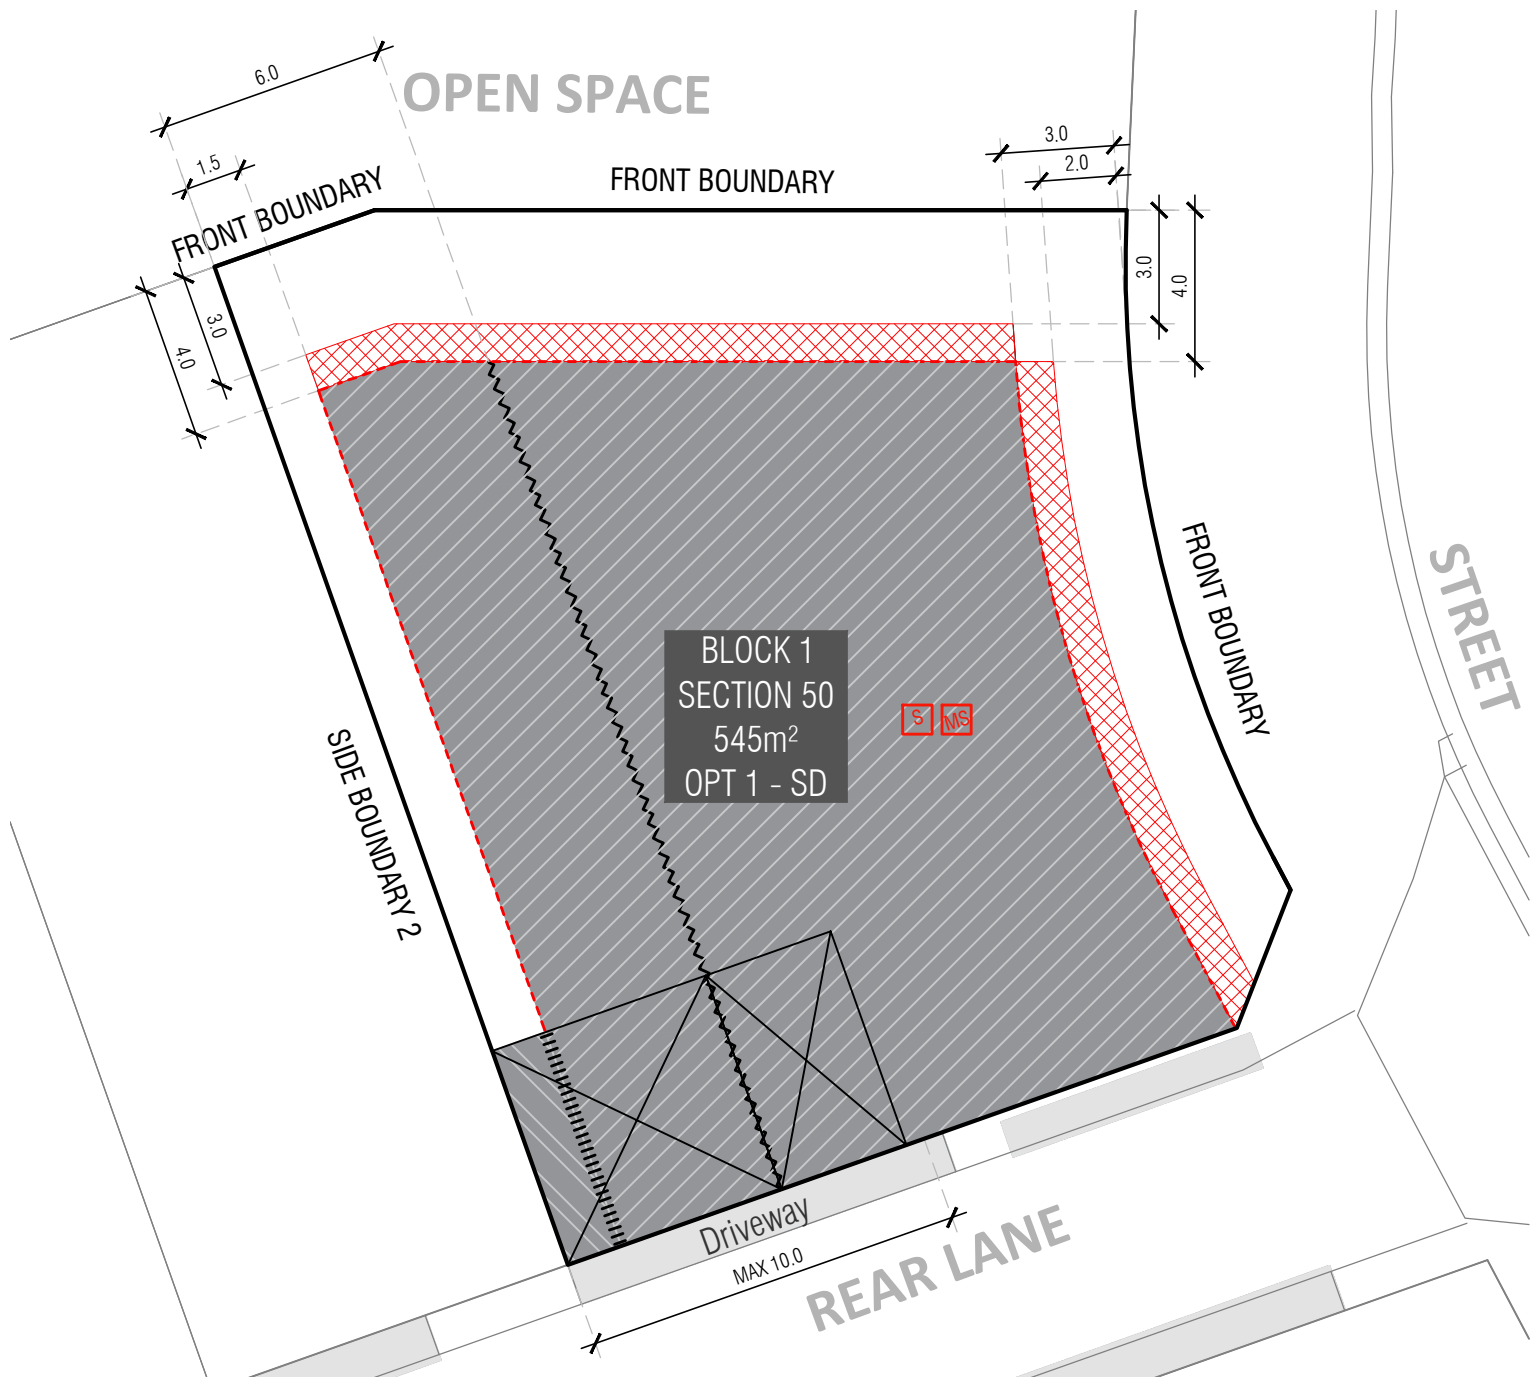 6.0
OPEN SPACE
1.5
3.0
2.0
FRONT BOUNDARY
FRONT BOUNDARY
3.0
4.0
3.0
4.0
FRONT BOUNDARY
STREET
BLOCK 1
SECTION 50
545m²
OPT 1 - SD
S
MS
SIDE BOUNDARY 2
Driveway
MAX 10.0
REAR LANE